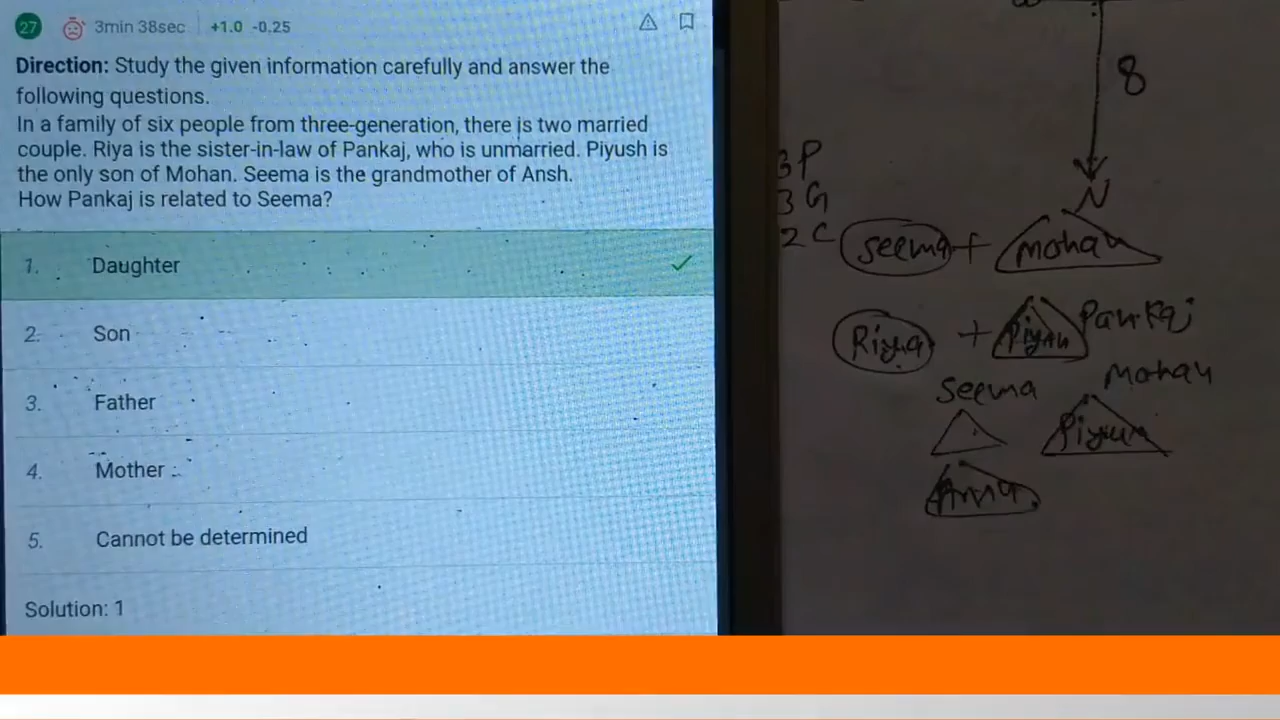 27 3min 38sec +1.0 -0.25
Direction: Study the given information carefully and answer the
following questions.
In a family of six people from three-generation, there is two married
couple. Riya is the sister-in-law of Pankaj, who is unmarried. Piyush is
the only son of Mohan. Seema is the grandmother of Ansh.
How Pankaj is related to Seema?
1. Daughter
2. Son
3. Father
4. Mother
5. Cannot be determined
Solution: 1
8
N
3P
3G
2C
Seema + Mohan
Riya + Pankaj
Seema Mohan